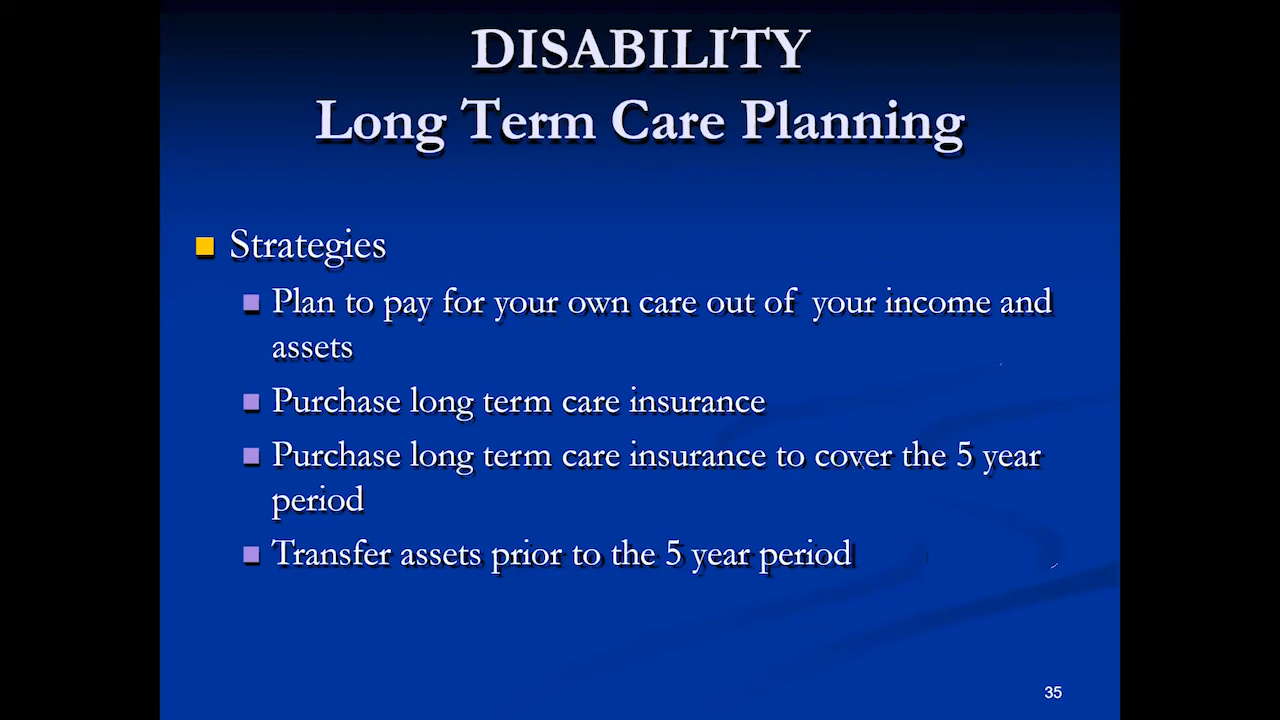 DISABILITY
Long Term Care Planning
Strategies
Plan to pay for your own care out of your income and
assets
Purchase long term care insurance
Purchase long term care insurance to cover the 5 year
period
Transfer assets prior to the 5 year period
35